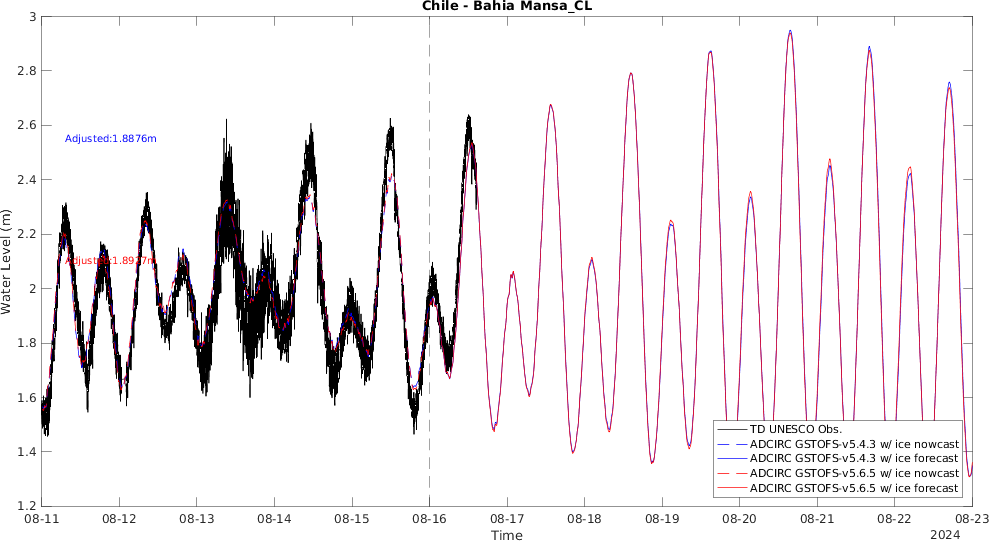 Chile - Bahia Mansa_CL
Water Level (m)
3
2.8
2.6
2.4
2.2
2
1.8
1.6
1.4
1.2
Adjusted:1.8876m
TD UNESCO Obs.
ADCIRC GSTOFS-v5.4.3 w/ ice nowcast
ADCIRC GSTOFS-v5.4.3 w/ ice forecast
ADCIRC GSTOFS-v5.6.5 w/ ice nowcast
ADCIRC GSTOFS-v5.6.5 w/ ice forecast
08-11 08-12 08-13 08-14 08-15 08-16 08-17 08-18 08-19 08-20 08-21 08-22 08-23
Time
2024